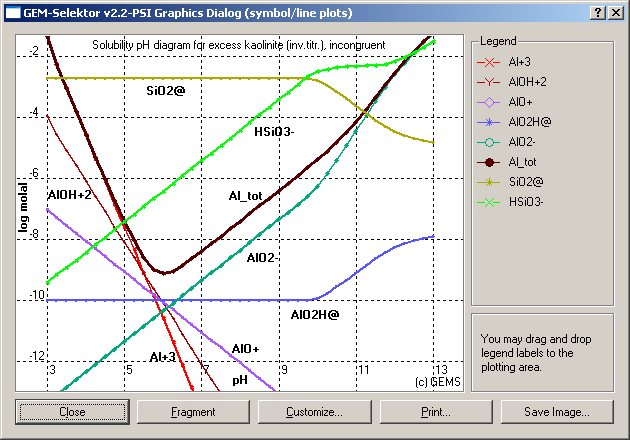 GEM-Selektor v2.2-PSI Graphics Dialog (symbol/line plots)
Solubility pH diagram for excess kaolinite (inv.titr.), incongruent
-2
-4
-6
-8
-10
-12
log molal
3
5
7
9
11
13
pH
SiO2@
HSiO3-
AlOH+2
Al_tot
AlO2-
AlO2H@
AlO+
Al+3
(c) GEMS
Legend
Al+3
AlOH+2
AlO+
AlO2H@
AlO2-
Al_tot
SiO2@
HSiO3-
You may drag and drop
legend labels to the
plotting area.
Close
Fragment
Customize...
Print...
Save Image...